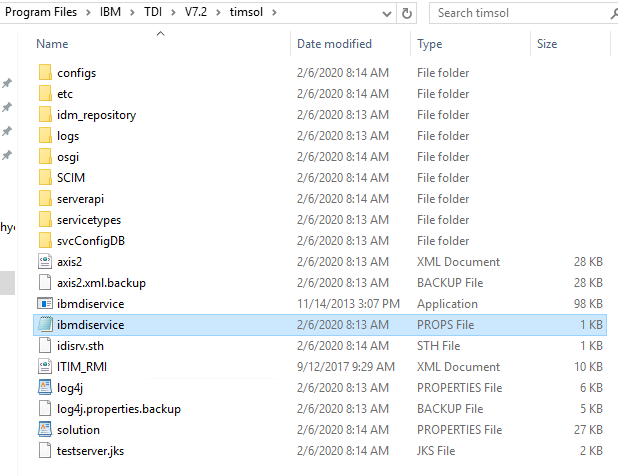 Program Files > IBM > TDI > V7.2 > timsol > Search timsol
Name Date modified Type Size
configs 2/6/2020 8:14 AM File folder
etc 2/6/2020 8:14 AM File folder
idm_repository 2/6/2020 8:13 AM File folder
logs 2/6/2020 8:13 AM File folder
osgi 2/6/2020 8:14 AM File folder
SCIM 2/6/2020 8:14 AM File folder
serverapi 2/6/2020 8:14 AM File folder
servicetypes 2/6/2020 8:13 AM File folder
svcConfigDB 2/6/2020 8:13 AM File folder
axis2 2/6/2020 8:13 AM XML Document 28 KB
axis2.xml.backup 2/6/2020 8:13 AM BACKUP File 28 KB
ibmdiservice 11/14/2013 3:07 PM Application 98 KB
ibmdiservice 2/6/2020 8:13 AM PROPS File 1 KB
idisrv.sth 2/6/2020 8:14 AM STH File 1 KB
ITIM_RMI 9/12/2017 9:29 AM XML Document 10 KB
log4j 2/6/2020 8:13 AM PROPERTIES File 6 KB
log4j.properties.backup 2/6/2020 8:13 AM BACKUP File 5 KB
solution 2/6/2020 8:14 AM PROPERTIES File 27 KB
testserver.jks 2/6/2020 8:14 AM JKS File 2 KB